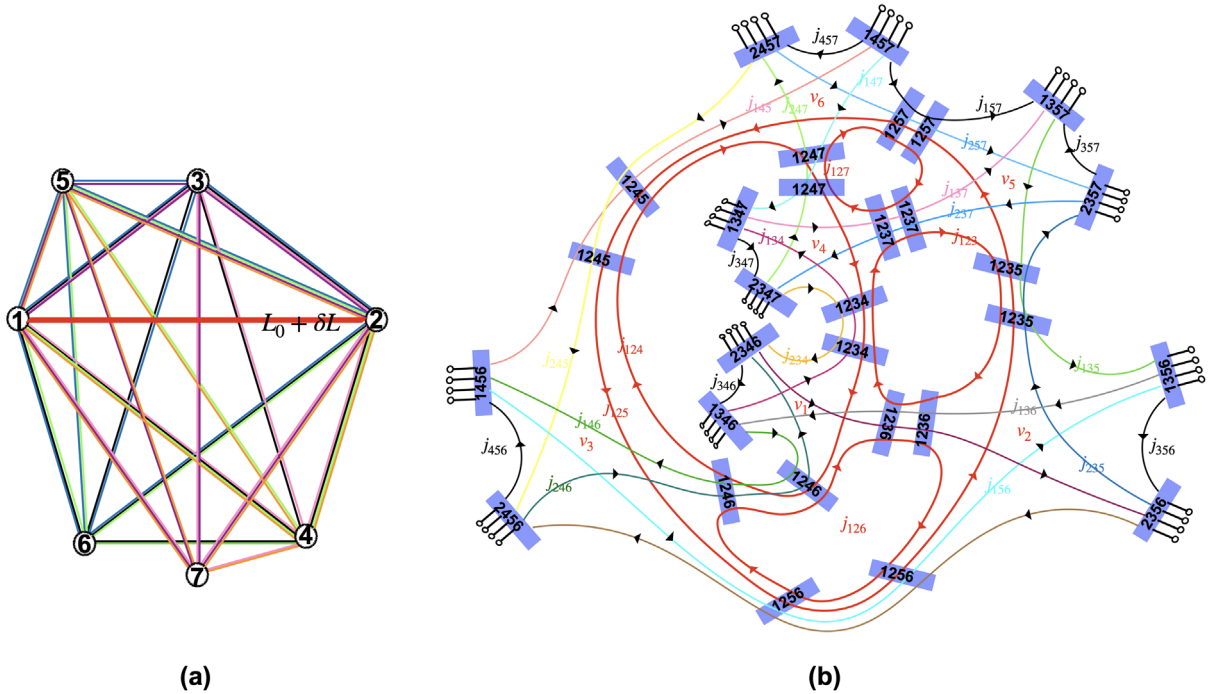 5
3
1
L₀ + δL
2
6
4
7
(a)
2457
j₄₅₇
1457
j₁₄₅
j₂₄₇
v₆
j₁₄₇
1257
1257
j₁₅₇
1357
j₃₅₇
j₂₅₇
1245
1247
1247
j₁₂₇
j₁₃₇
v₅
2357
1347
j₁₃₄
v₄
1237
1237
j₂₃₇
j₁₂₃
1245
j₃₄₇
2347
1235
1235
1234
1234
j₂₃₄
j₁₂₄
j₂₄₅
2346
j₃₄₆
1346
v₁
j₁₃₅
1356
1456
j₁₂₅
j₁₄₆
v₃
1236
1236
j₁₃₆
v₂
j₃₅₆
j₄₅₆
j₂₄₆
1246
1246
j₂₃₅
j₁₅₆
2456
j₁₂₆
2356
1256
1256
(b)